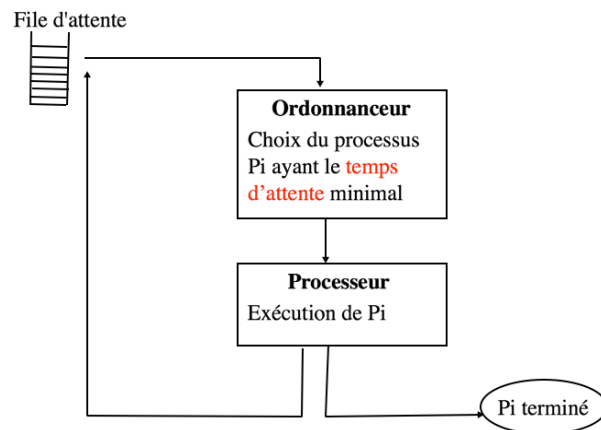 File d'attente
Ordonnanceur
Choix du processus
Pi ayant le temps
d’attente minimal
Processeur
Exécution de Pi
Pi terminé